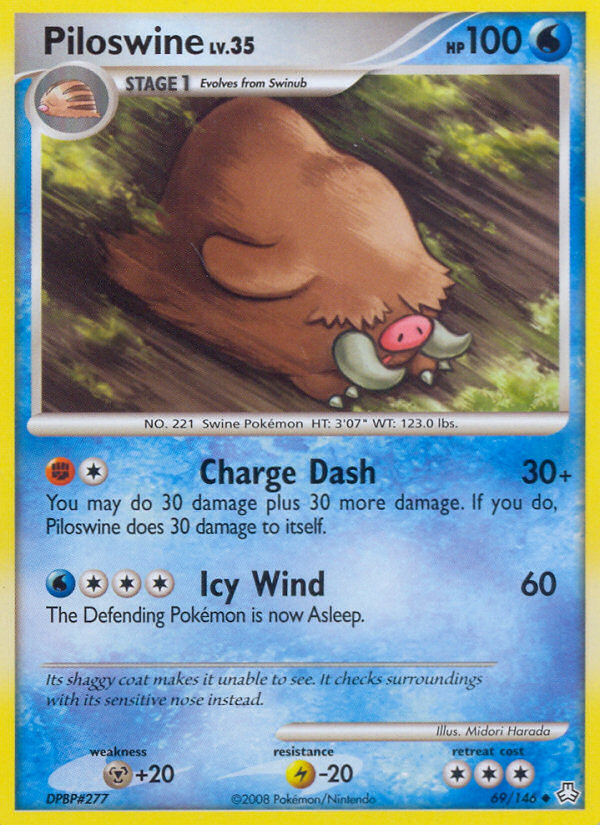 Piloswine LV.35
HP 100
STAGE 1 Evolves from Swinub
NO. 221 Swine Pokémon HT: 3'07" WT: 123.0 lbs.
Charge Dash 30+
You may do 30 damage plus 30 more damage. If you do,
Piloswine does 30 damage to itself.
Icy Wind 60
The Defending Pokémon is now Asleep.
Its shaggy coat makes it unable to see. It checks surroundings
with its sensitive nose instead.
Illus. Midori Harada
weakness resistance retreat cost
+20 -20
DPBP#277 ©2008 Pokémon/Nintendo 69/146